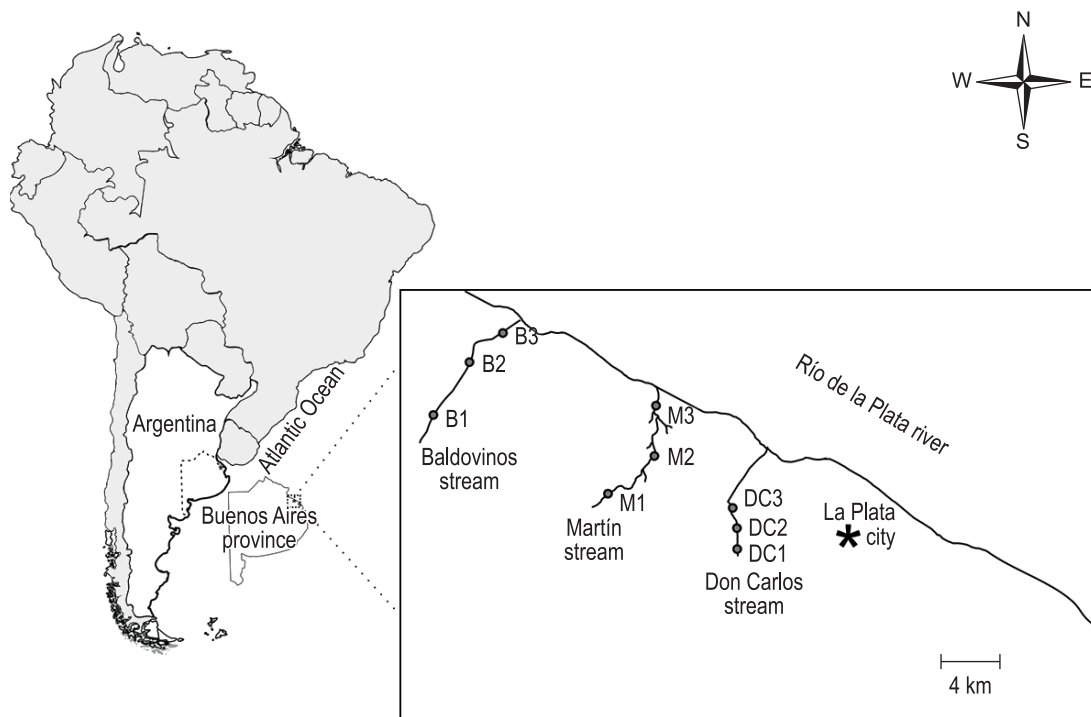 N
W
E
S
Argentina
Atlantic Ocean
Buenos Aires
province
B3
B2
B1
Baldovinos
stream
M3
M2
M1
Martín
stream
Río de la Plata river
DC3
DC2
DC1
Don Carlos
stream
La Plata
city
4 km